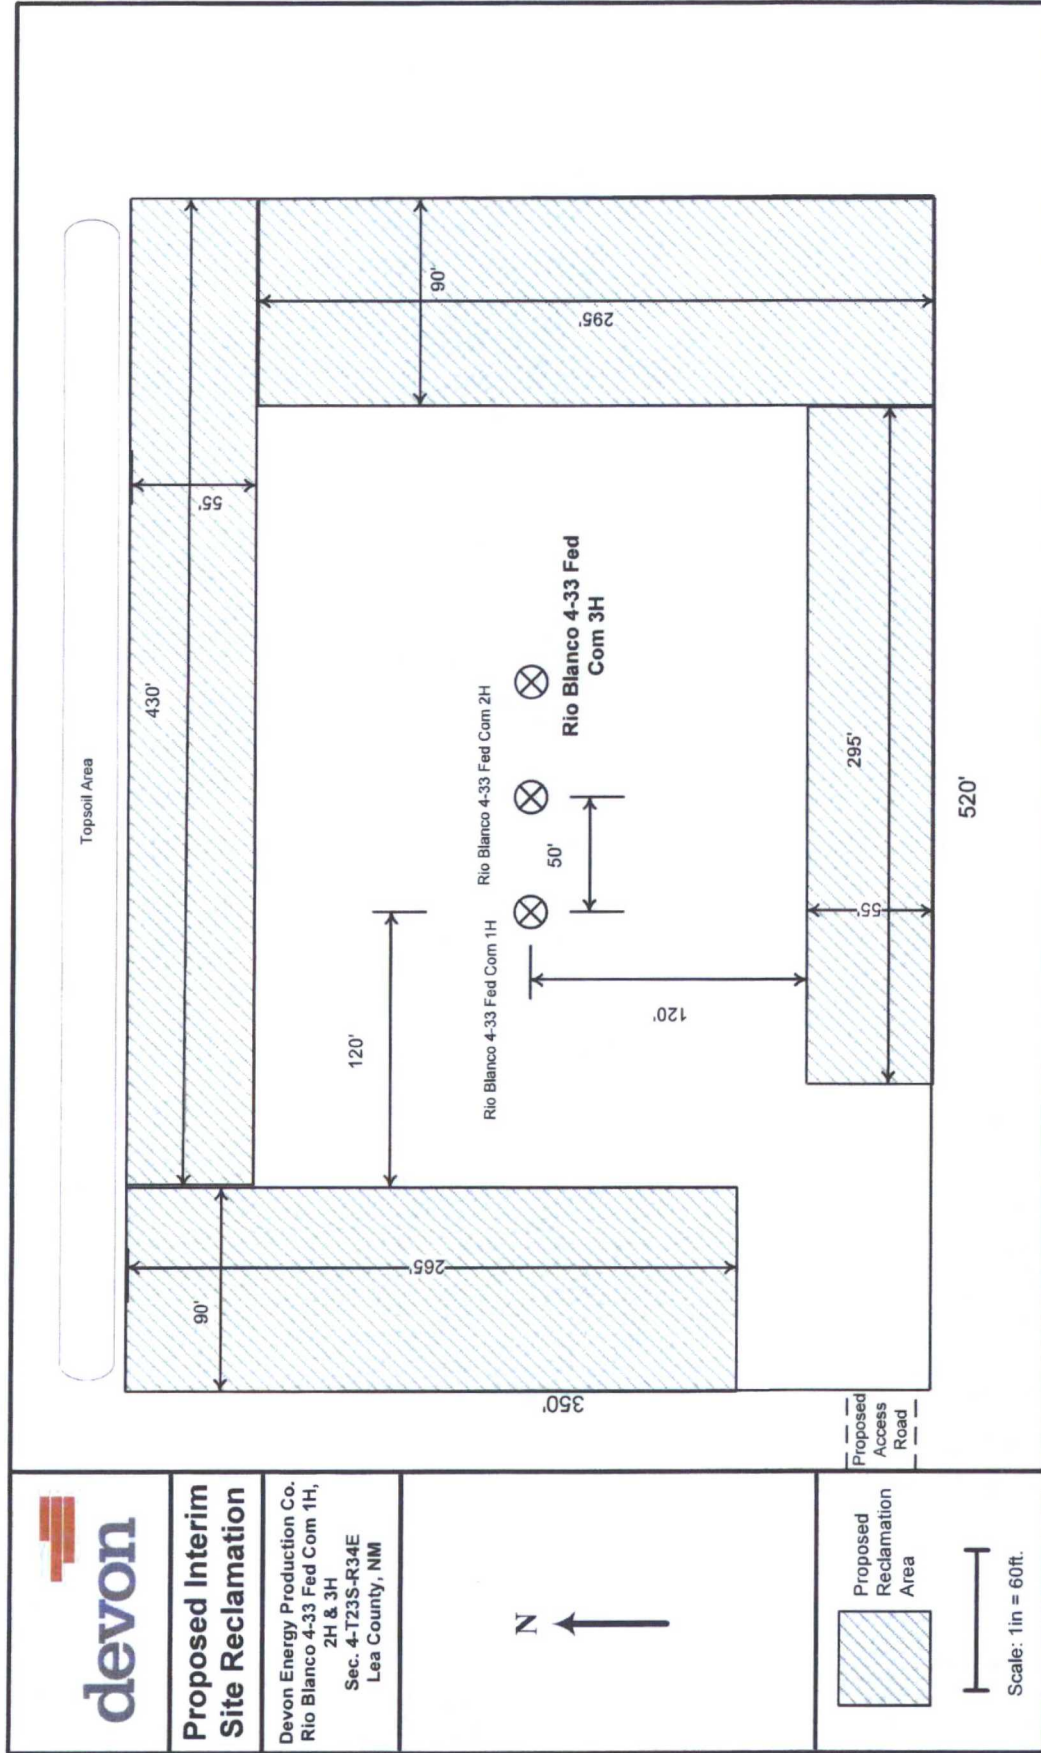 devon
Proposed Interim
Site Reclamation
Devon Energy Production Co.
Rio Blanco 4-33 Fed Com 1H,
2H & 3H
Sec. 4-T23S-R34E
Lea County, NM
N
Proposed
Reclamation
Area
Scale: 1in = 60ft.
Topsoil Area
430'
55'
90'
295'
90'
265'
350'
120'
Rio Blanco 4-33 Fed Com 1H
Rio Blanco 4-33 Fed Com 2H
Rio Blanco 4-33 Fed
Com 3H
50'
120'
295'
55'
520'
Proposed
Access
Road